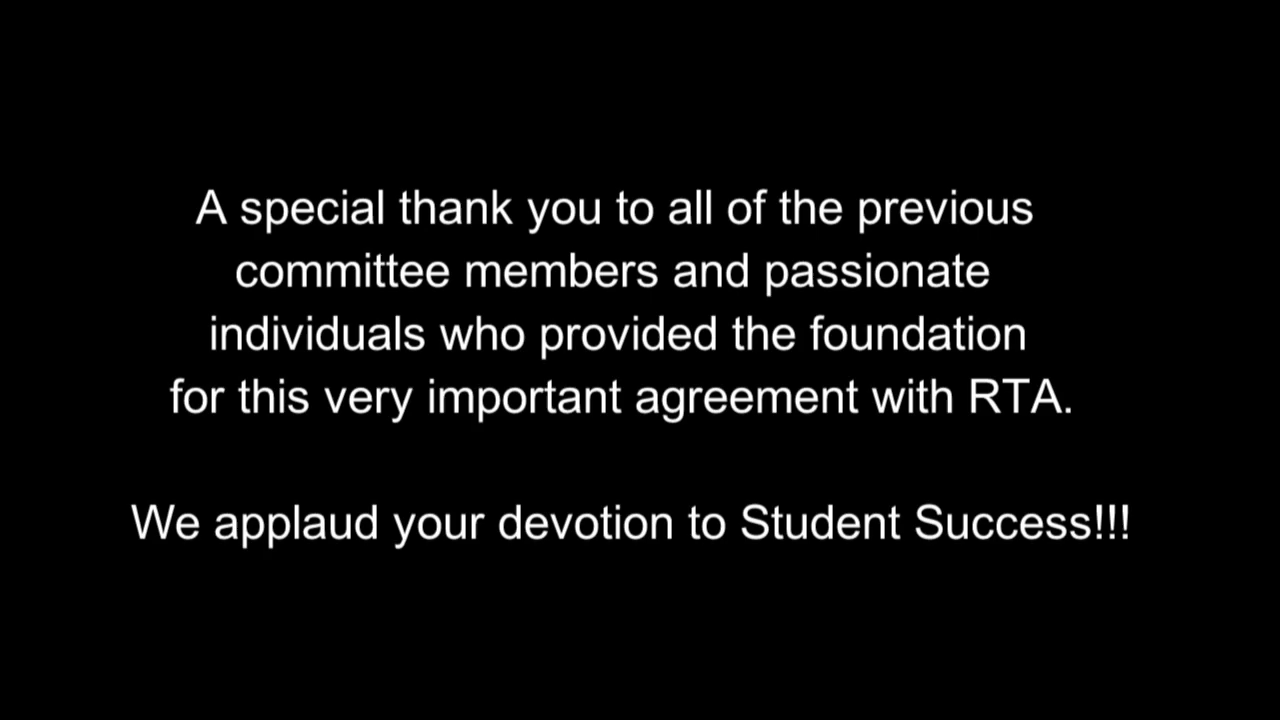 A special thank you to all of the previous
committee members and passionate
individuals who provided the foundation
for this very important agreement with RTA.
We applaud your devotion to Student Success!!!